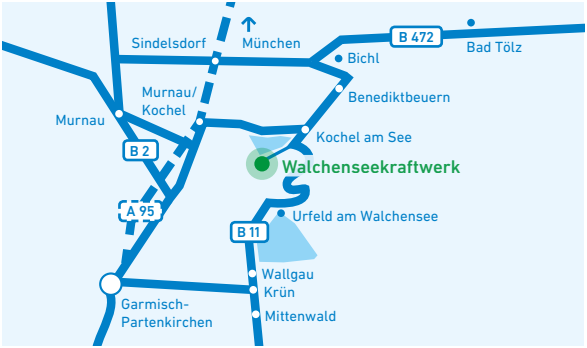 B 472
Bad Tölz
Sindelsdorf
München
Bichl
Murnau/
Kochel
Benediktbeuern
Murnau
Kochel am See
B 2
Walchenseekraftwerk
A 95
Urfeld am Walchensee
B 11
Wallgau
Krün
Garmisch-
Partenkirchen
Mittenwald